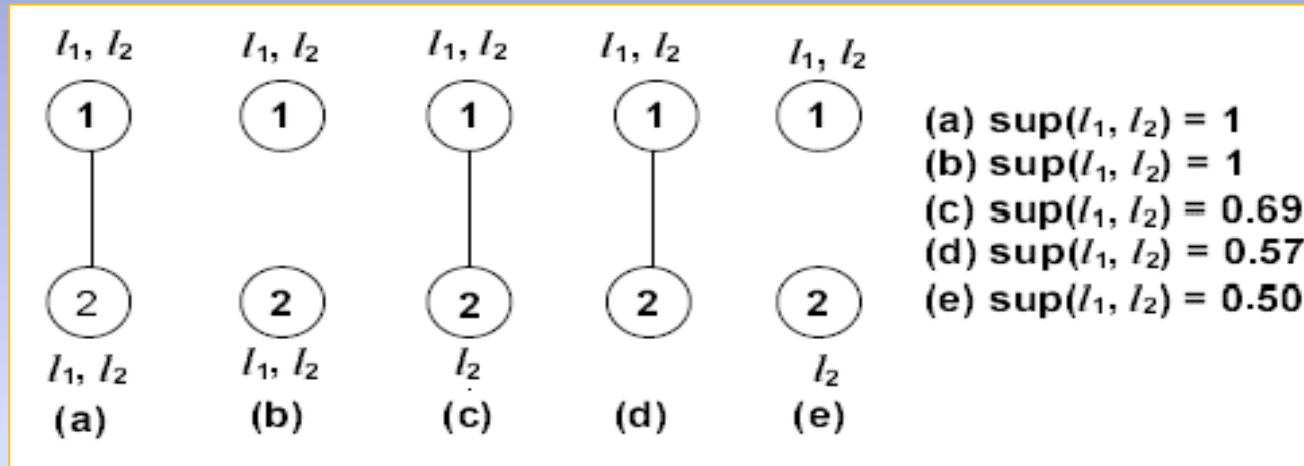 l₁, l₂ l₁, l₂ l₁, l₂ l₁, l₂ l₁, l₂
1 1 1 1 1
2 2 2 2 2
l₁, l₂ l₁, l₂ l₂ l₂
(a) (b) (c) (d) (e)
(a) sup(l₁, l₂) = 1
(b) sup(l₁, l₂) = 1
(c) sup(l₁, l₂) = 0.69
(d) sup(l₁, l₂) = 0.57
(e) sup(l₁, l₂) = 0.50